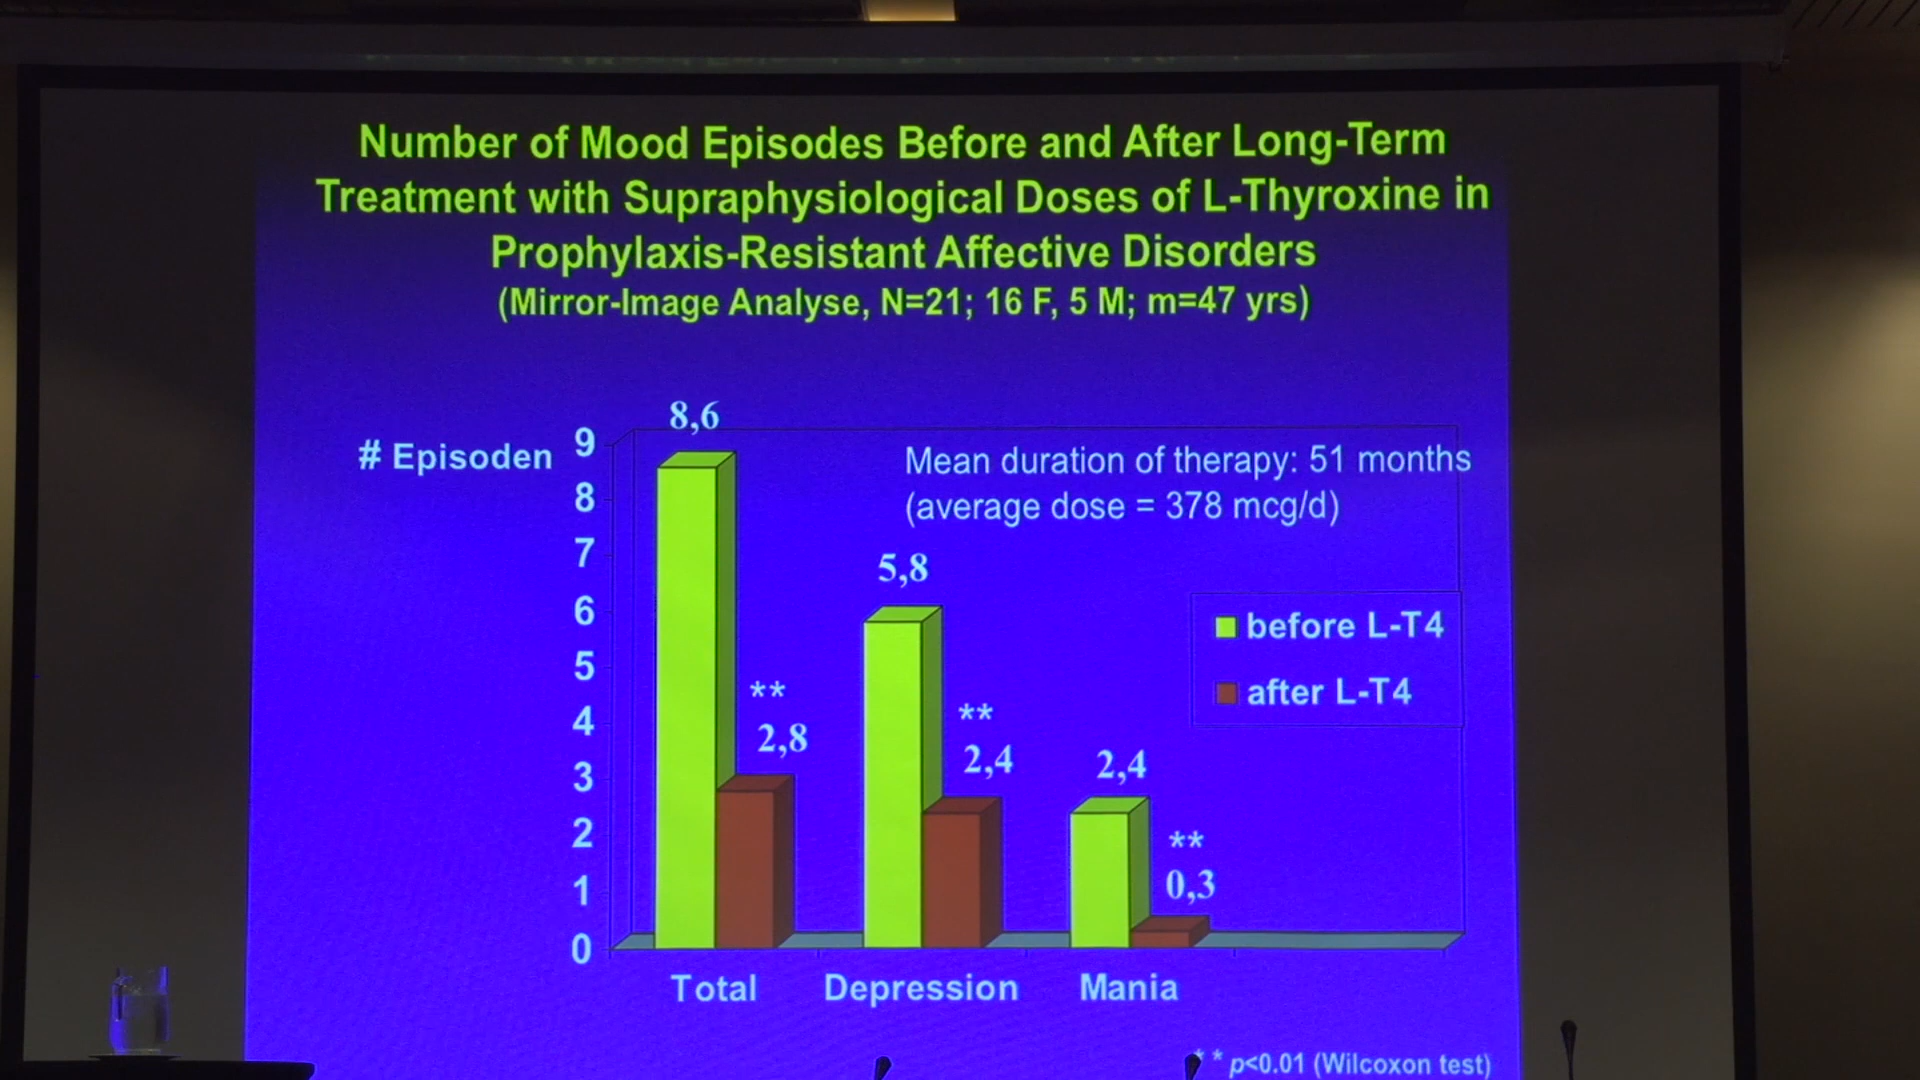 Number of Mood Episodes Before and After Long-Term
Treatment with Supraphysiological Doses of L-Thyroxine in
Prophylaxis-Resistant Affective Disorders
(Mirror-Image Analyse, N=21; 16 F, 5 M; m=47 yrs)
# Episoden
Mean duration of therapy: 51 months
(average dose = 378 mcg/d)
9
8
7
6
5
4
3
2
1
0
8,6
**
2,8
5,8
**
2,4
2,4
**
0,3
before L-T4
after L-T4
Total
Depression
Mania
* * p<0.01 (Wilcoxon test)